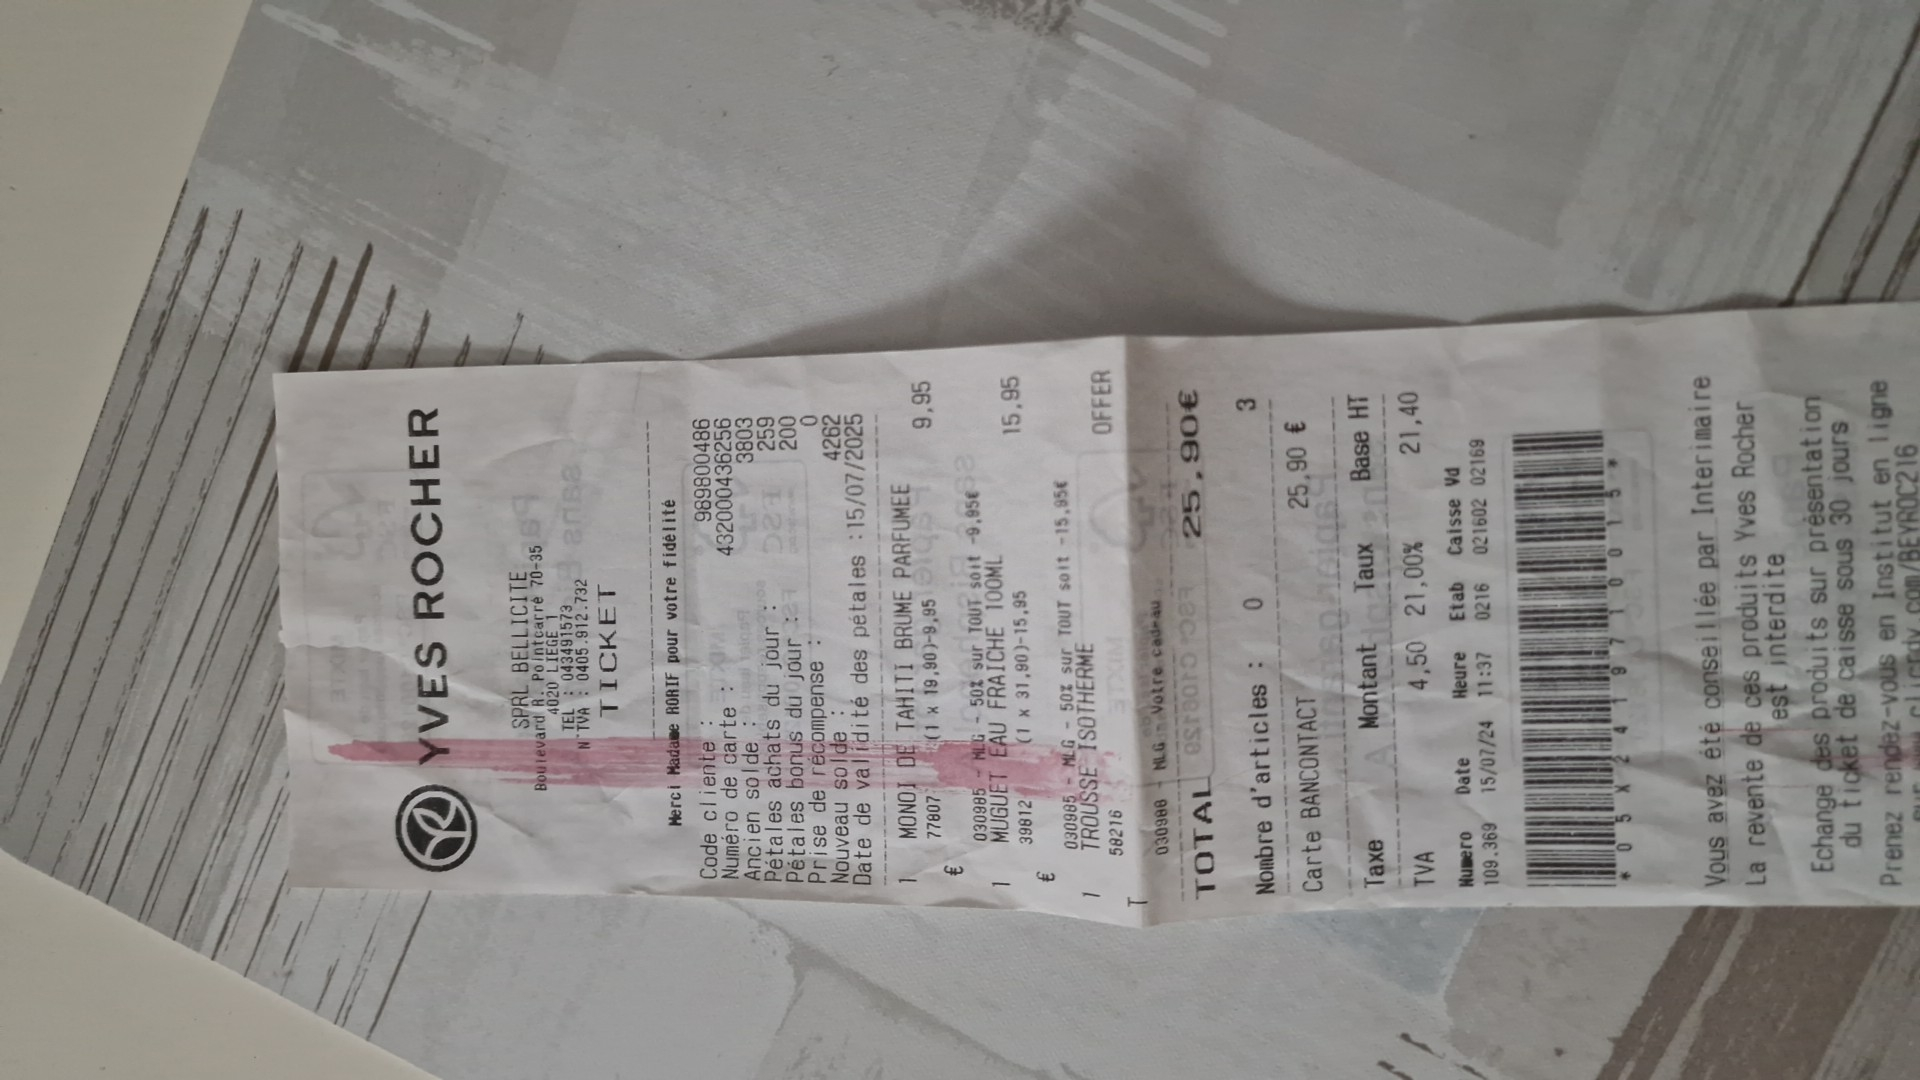 YVES ROCHER
SPRL BELLICITE
Boulevard R. Pointcarré 70-35
4020 LIEGE 1
TEL : 043491573
N°TVA : 0405.912.732
TICKET
Merci Madame RORIF pour votre fidélité
Code cliente : 989800486
Numéro de carte : 432000436256
Ancien solde : 3803
Pétales achats du jour : 259
Pétales bonus du jour : 200
Prise de récompense : 0
Nouveau solde : 4262
Date de validité des pétales : 15/07/2025
1 MONOI DE TAHITI BRUME PARFUMEE 9,95
77807 (1 x 19,90)-9,95
€
030985 - MLG - 50% sur TOUT soit -9,95€
1 MUGUET EAU FRAICHE 100ML 15,95
39812 (1 x 31,90)-15,95
€
030985 - MLG - 50% sur TOUT soit -15,95€
1 TROUSSE ISOTHERME OFFER
58216
T
030988 - MLG - Votre cadeau
TOTAL 25,90€
Nombre d'articles : 0 3
Carte BANCONTACT 25,90 €
Taxe Montant Taux Base HT
TVA 4,50 21,00% 21,40
Numero Date Heure Etab Caisse Vd
109.369 15/07/24 11:37 0216 021602 02169
*05X2419710015*
Vous avez été conseillée par Interimaire
La revente de ces produits Yves Rocher
est interdite
Echange des produits sur présentation
du ticket de caisse sous 30 jours
Prenez rendez-vous en Institut en ligne